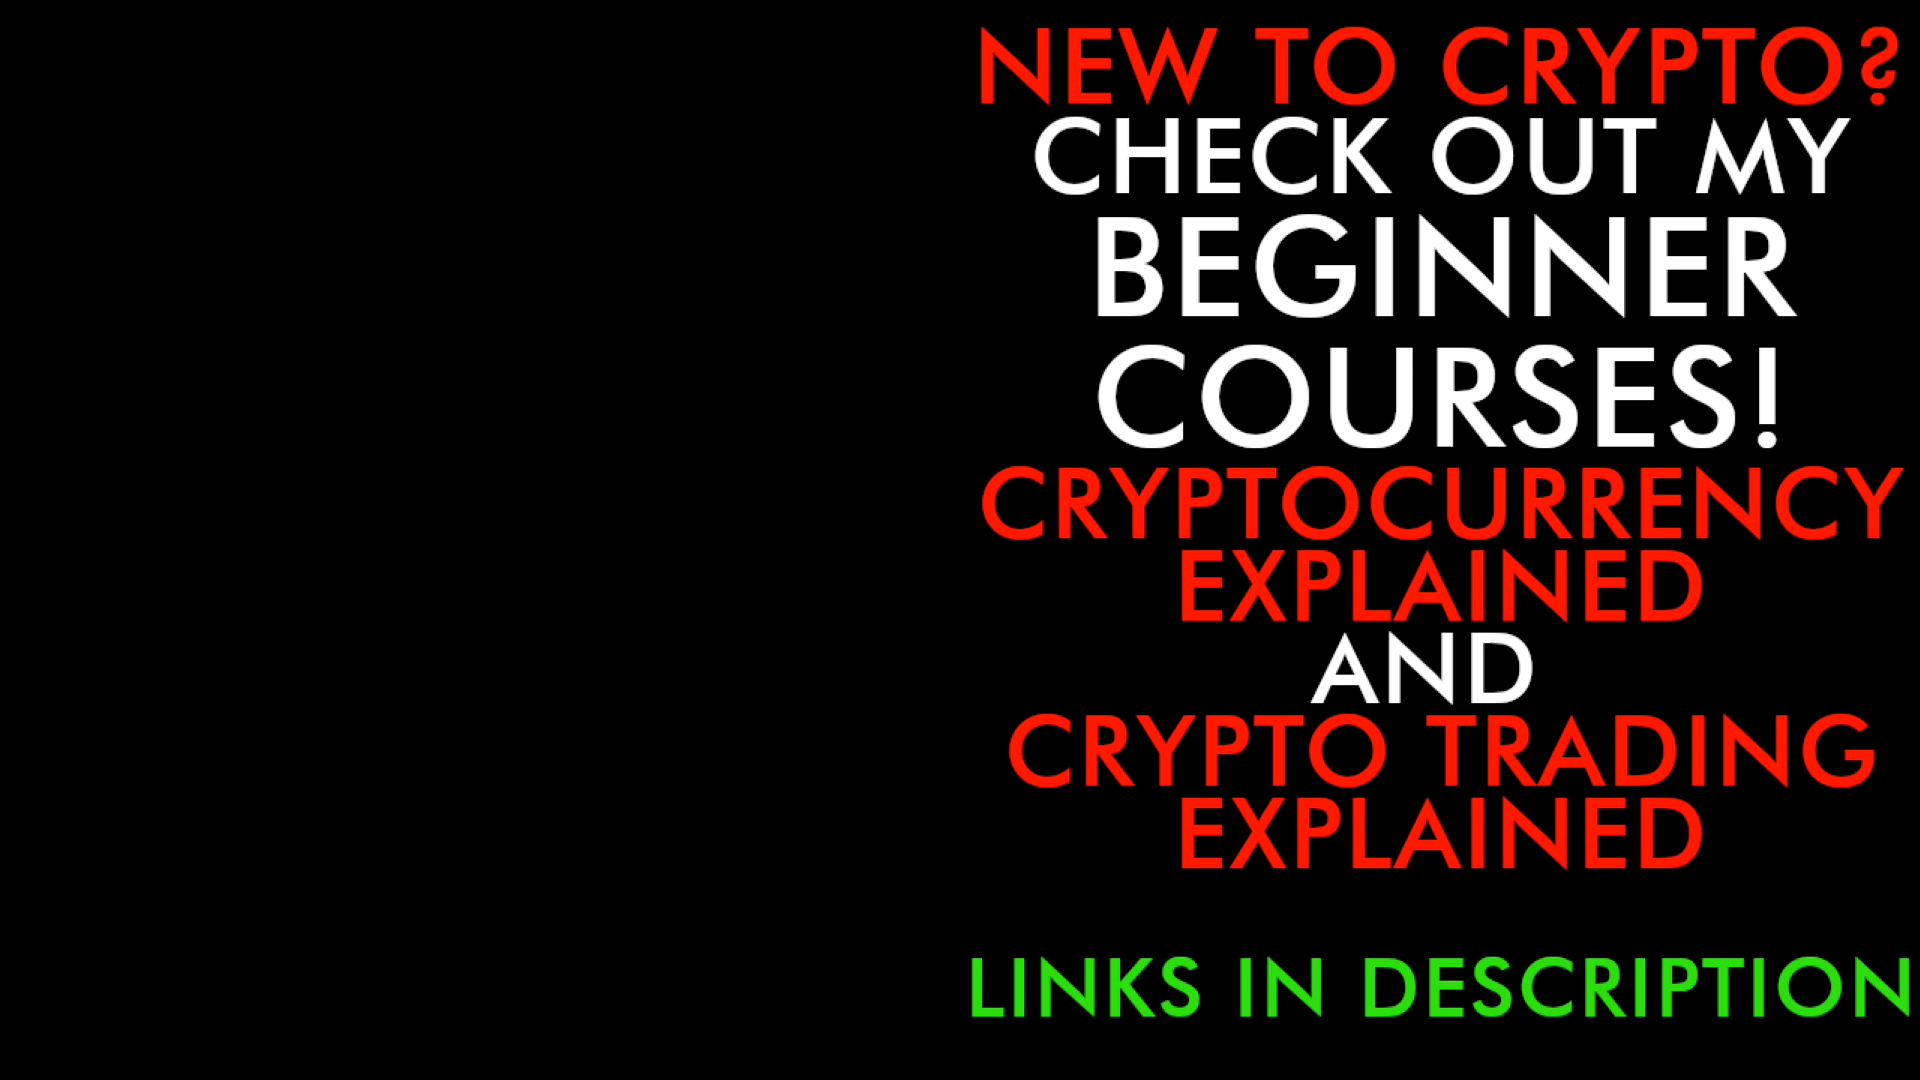 NEW TO CRYPTO?
CHECK OUT MY
BEGINNER
COURSES!
CRYPTOCURRENCY
EXPLAINED
AND
CRYPTO TRADING
EXPLAINED
LINKS IN DESCRIPTION